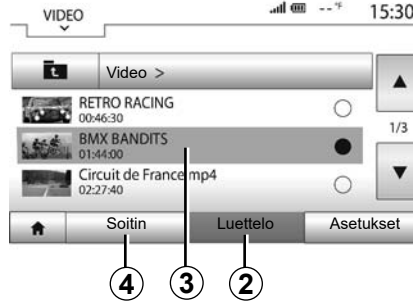 VIDEO
--°F
15:30
Video >
RETRO RACING
00:46:30
1/3
BMX BANDITS
01:44:00
Circuit de France mp4
02:27:40
Soitin
Luettelo
Asetukset
4
3
2